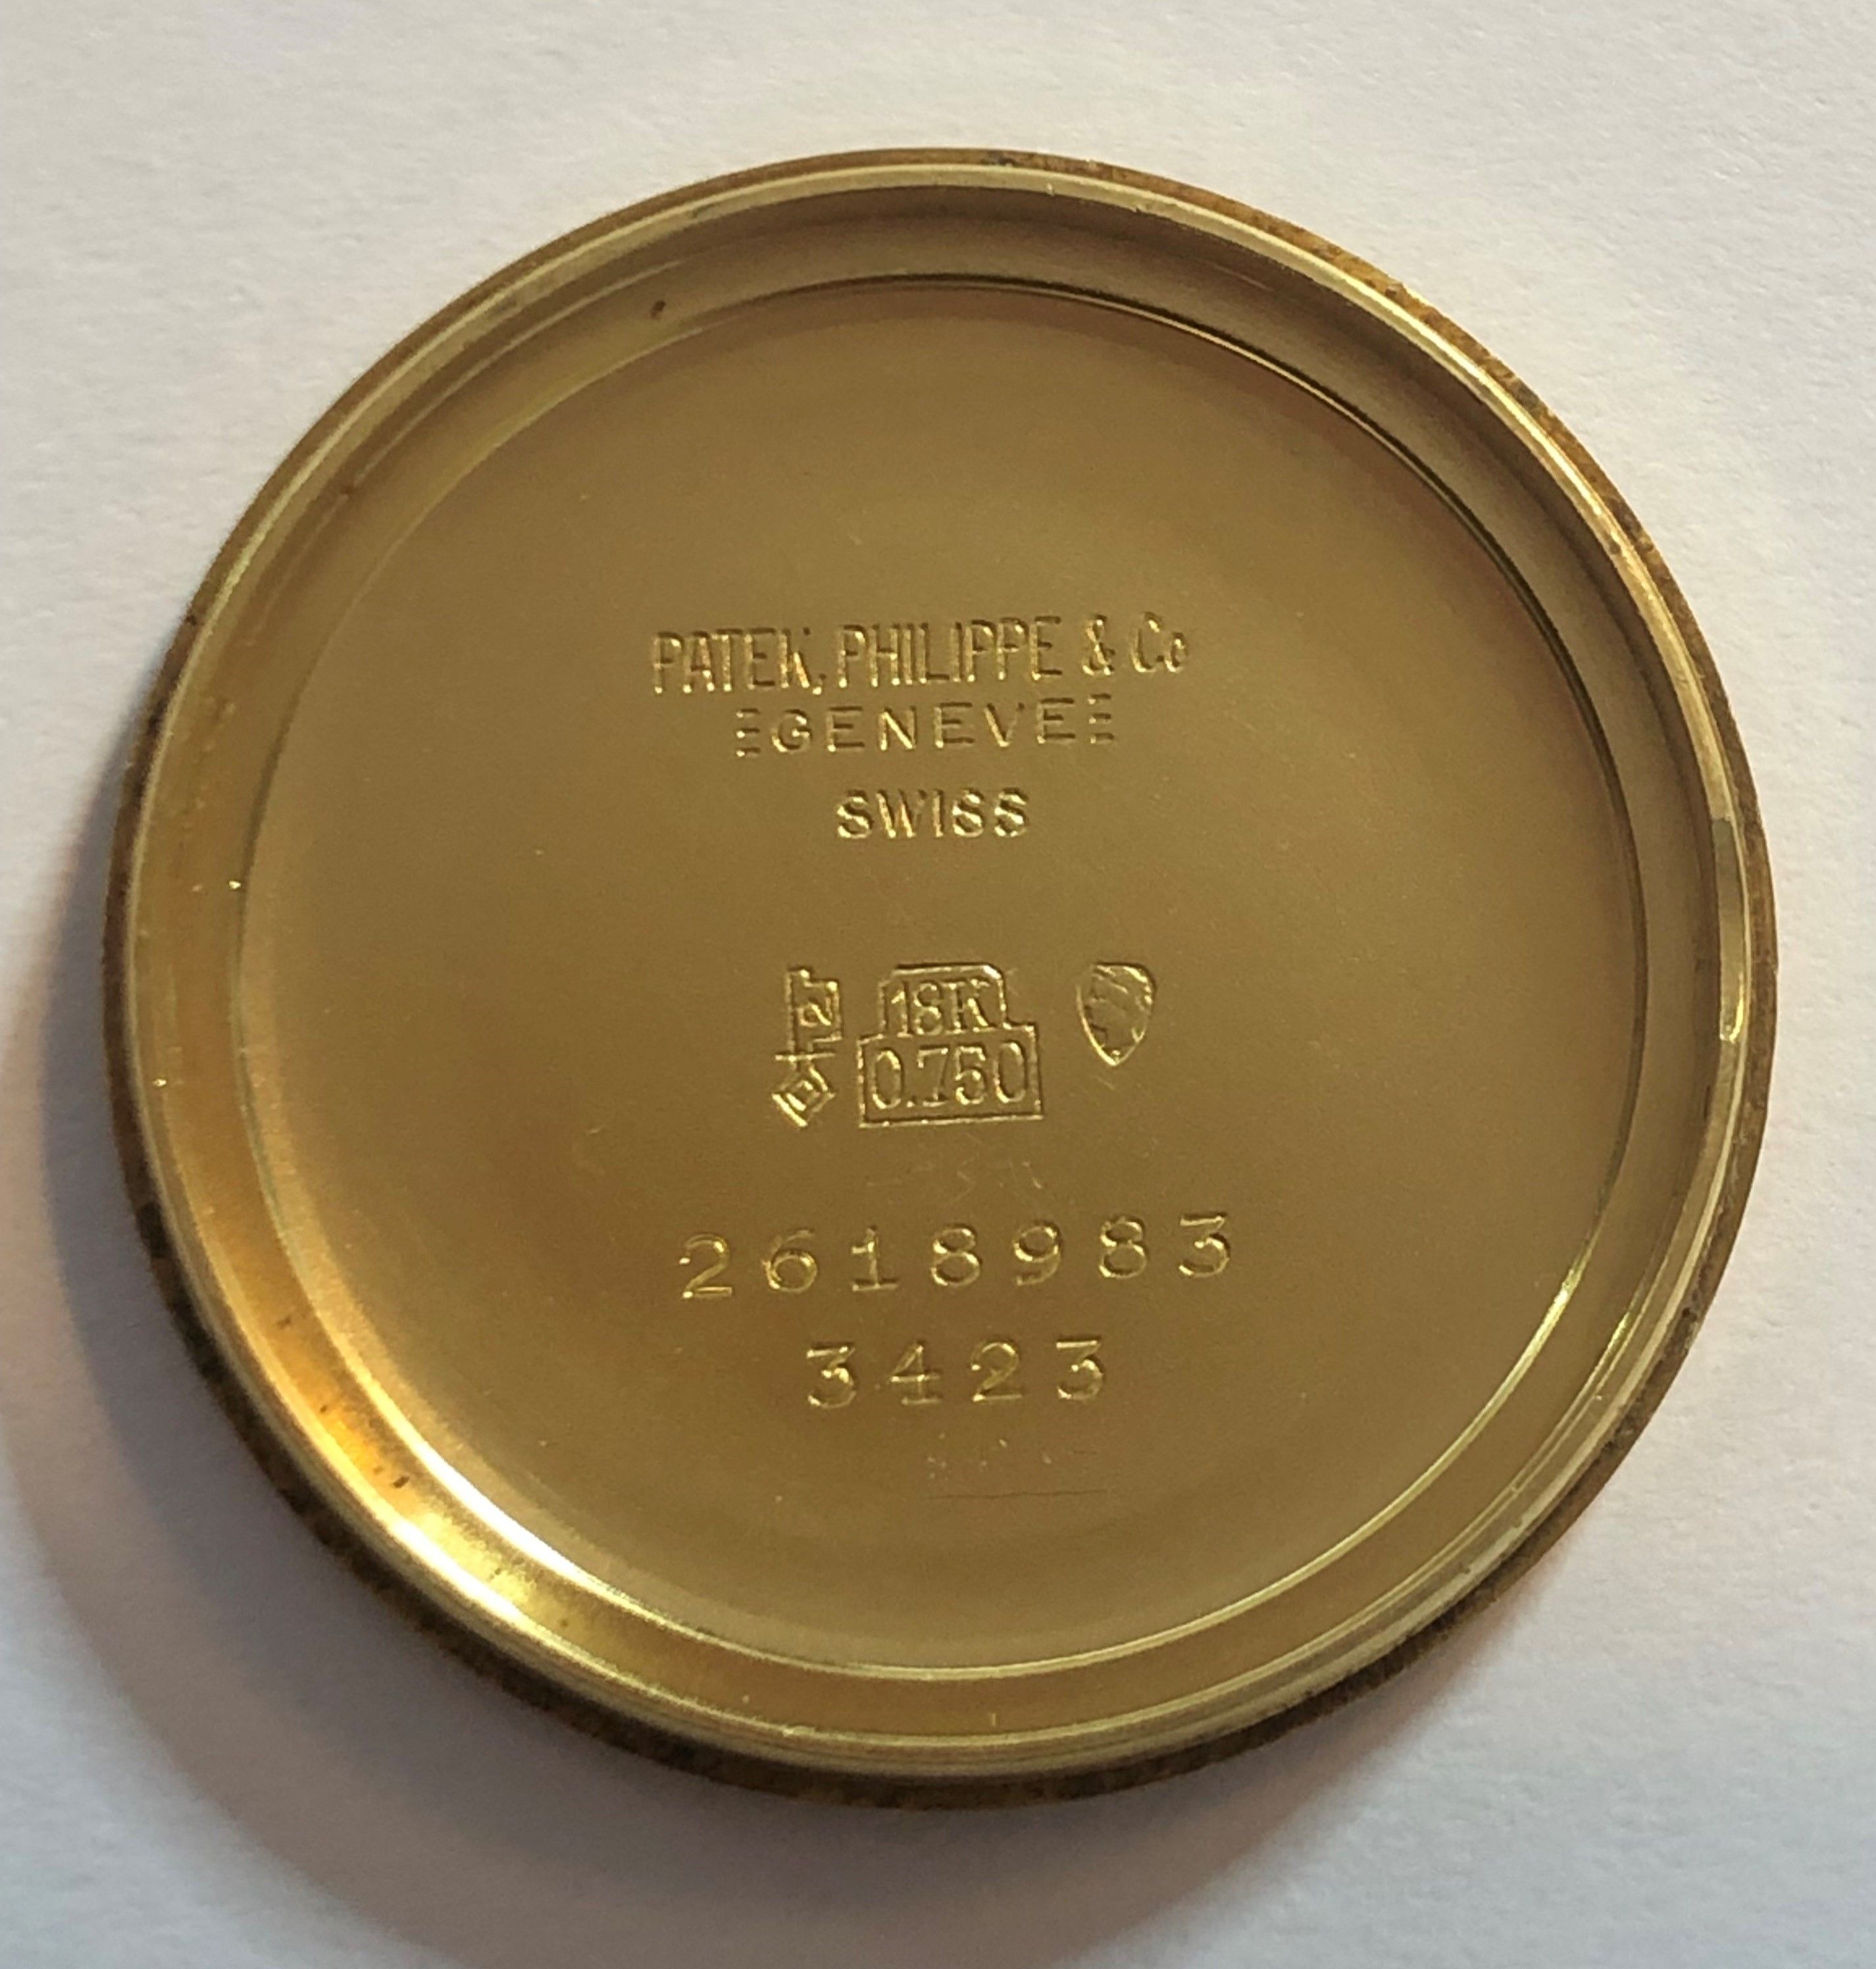 PATEK, PHILIPPE & Co
GENEVE
SWISS
18K
0.750
2618983
3423